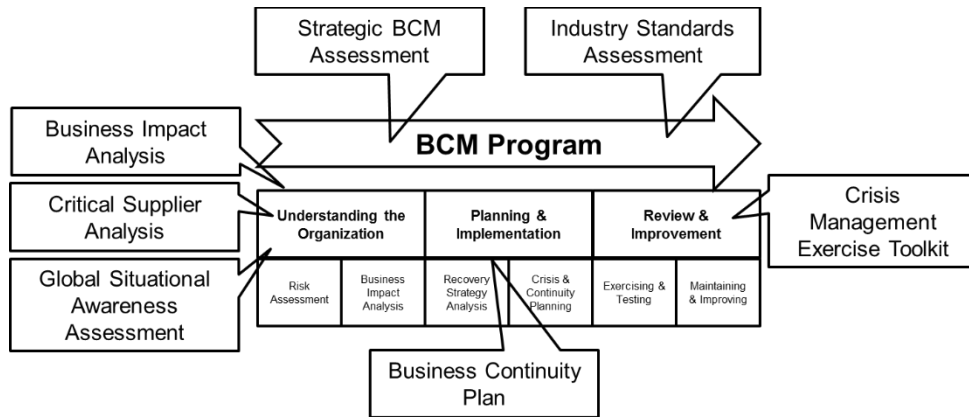 Strategic BCM
Assessment
Industry Standards
Assessment
Business Impact
Analysis
BCM Program
Critical Supplier
Analysis
Global Situational
Awareness
Assessment
Understanding the
Organization
Planning &
Implementation
Review &
Improvement
Crisis
Management
Exercise Toolkit
Risk
Assessment
Business
Impact
Analysis
Recovery
Strategy
Analysis
Crisis &
Continuity
Planning
Exercising &
Testing
Maintaining
& Improving
Business Continuity
Plan